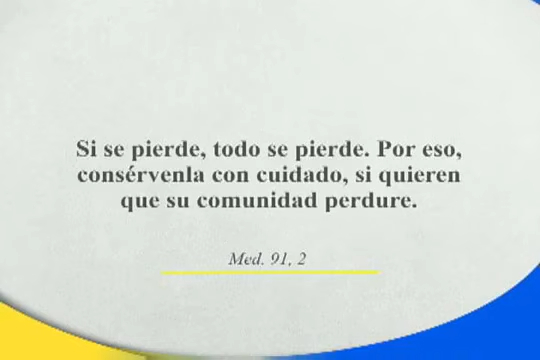 Si se pierde, todo se pierde. Por eso,
consérvenla con cuidado, si quieren
que su comunidad perdure.
Med. 91, 2